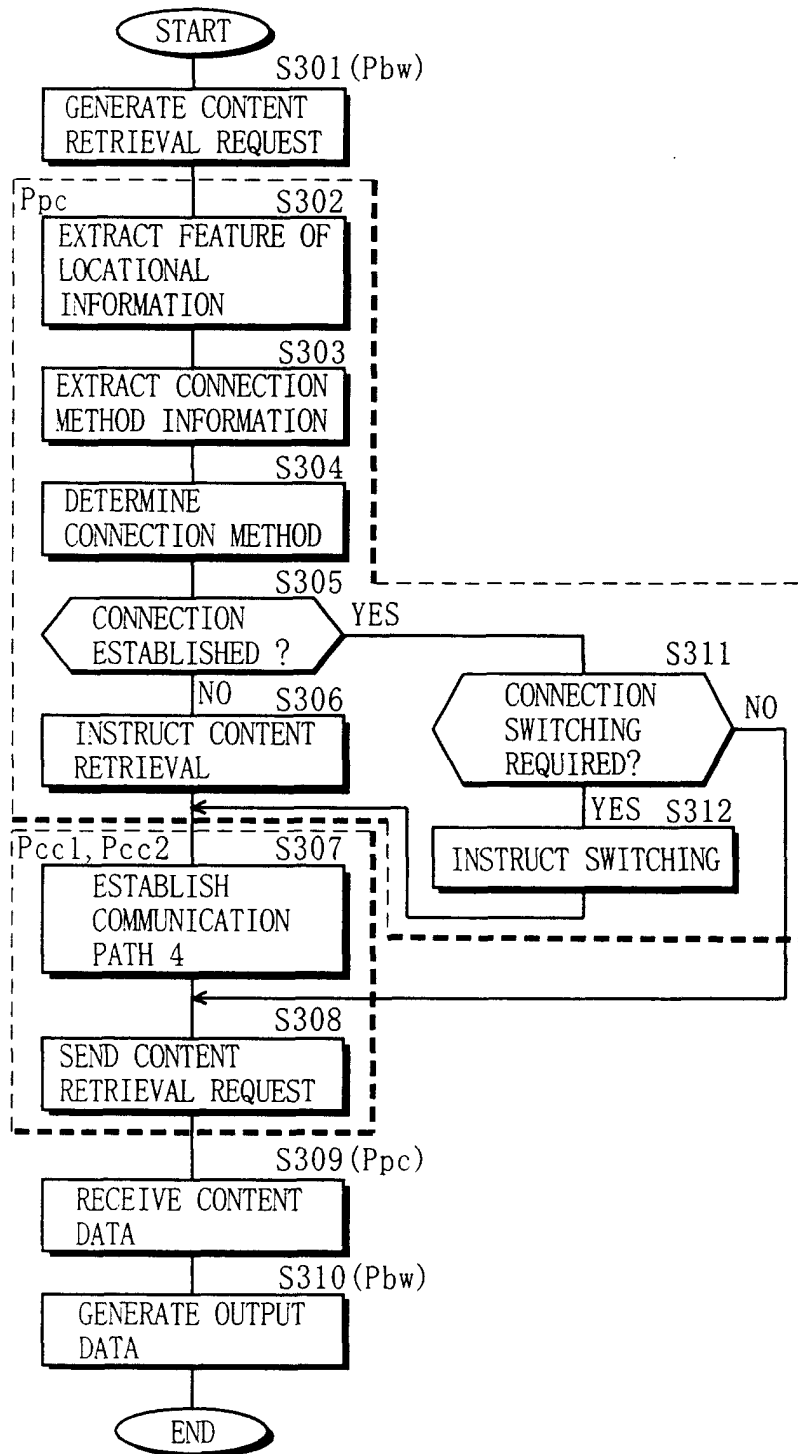 START
S301(Pbw)
GENERATE CONTENT
RETRIEVAL REQUEST
Ppc
S302
EXTRACT FEATURE OF
LOCATIONAL
INFORMATION
S303
EXTRACT CONNECTION
METHOD INFORMATION
S304
DETERMINE
CONNECTION METHOD
S305
CONNECTION
ESTABLISHED ?
YES
NO
S306
INSTRUCT CONTENT
RETRIEVAL
S311
CONNECTION
SWITCHING
REQUIRED?
NO
YES
S312
INSTRUCT SWITCHING
Pcc1, Pcc2
S307
ESTABLISH
COMMUNICATION
PATH 4
S308
SEND CONTENT
RETRIEVAL REQUEST
S309(Ppc)
RECEIVE CONTENT
DATA
S310(Pbw)
GENERATE OUTPUT
DATA
END